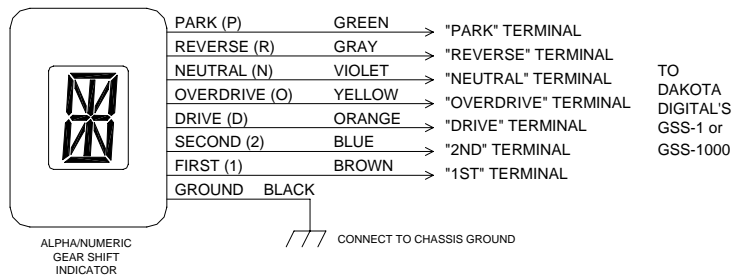 PARK (P) GREEN "PARK" TERMINAL
REVERSE (R) GRAY "REVERSE" TERMINAL
NEUTRAL (N) VIOLET "NEUTRAL" TERMINAL
OVERDRIVE (O) YELLOW "OVERDRIVE" TERMINAL
DRIVE (D) ORANGE "DRIVE" TERMINAL
SECOND (2) BLUE "2ND" TERMINAL
FIRST (1) BROWN "1ST" TERMINAL
GROUND BLACK
TO
DAKOTA
DIGITAL'S
GSS-1 or
GSS-1000
CONNECT TO CHASSIS GROUND
ALPHA/NUMERIC
GEAR SHIFT
INDICATOR